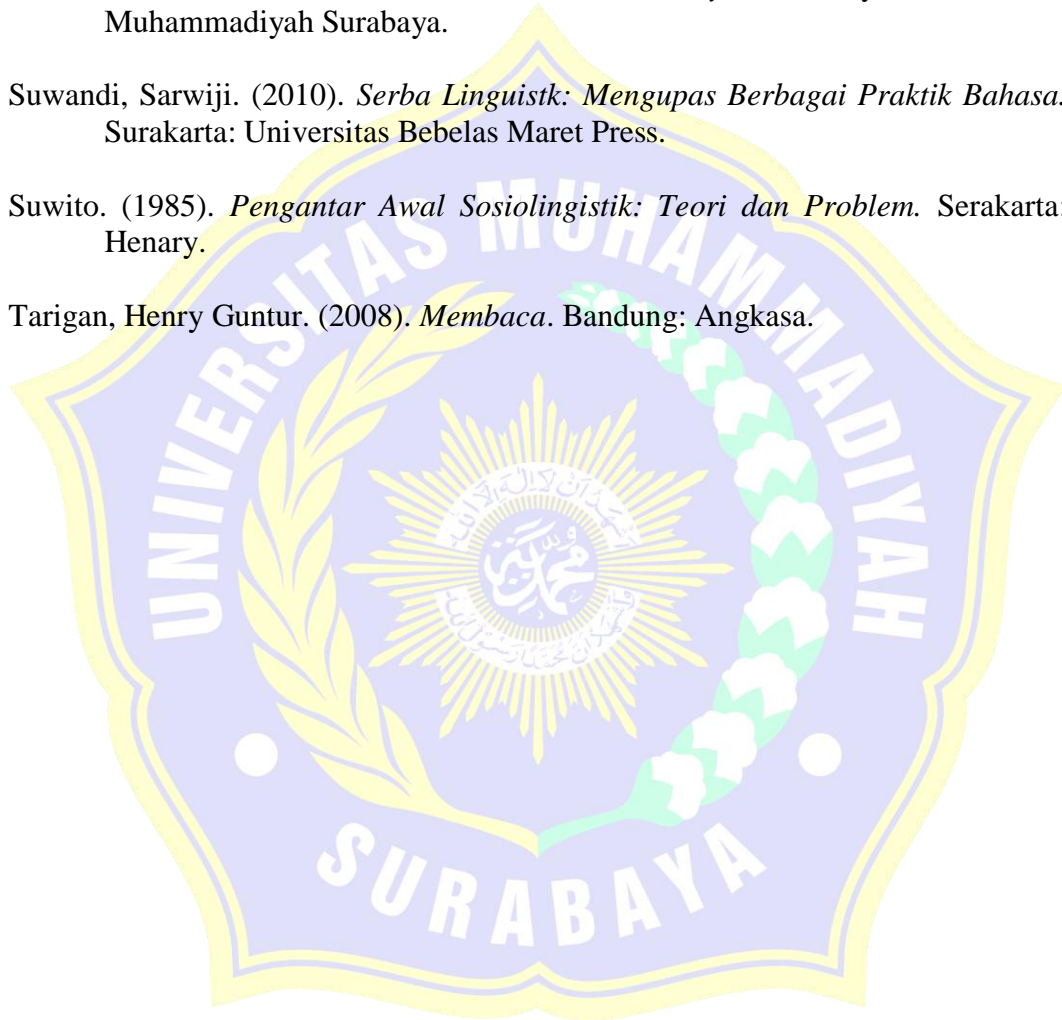 Muhammadiyah Surabaya.
Suwandi, Sarwiji. (2010). Serba Linguistk: Mengupas Berbagai Praktik Bahasa.
Surakarta: Universitas Bebelas Maret Press.
Suwito. (1985). Pengantar Awal Sosiolingistik: Teori dan Problem. Serakarta:
Henary.
Tarigan, Henry Guntur. (2008). Membaca. Bandung: Angkasa.
UNIVERSITAS MUHAMMADIYAH
SURABAYA